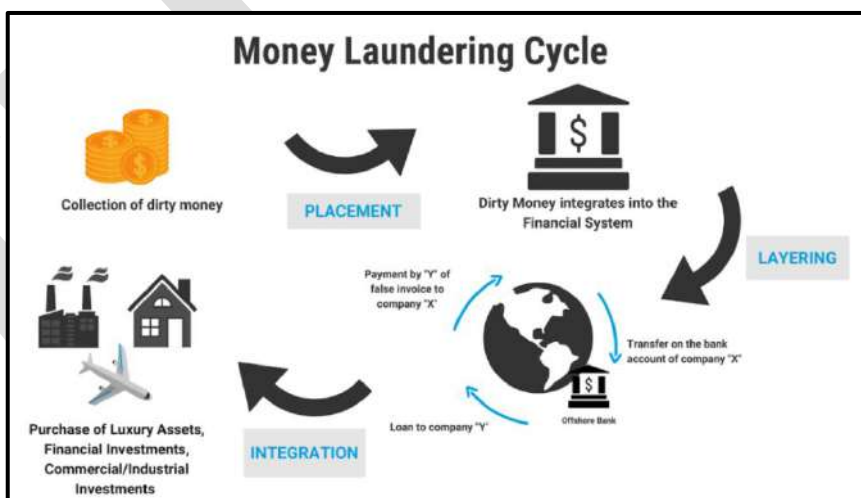 Money Laundering Cycle
$
Collection of dirty money
PLACEMENT
$
Dirty Money integrates into the
Financial System
LAYERING
Payment by "Y" of
false invoice to
company "X'
Transfer on the bank
account of company "X"
$
Offshore Bank
Loan to company "Y'
INTEGRATION
Purchase of Luxury Assets,
Financial Investments,
Commercial/Industrial
Investments